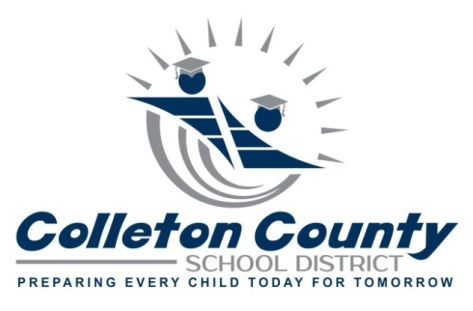 Colleton County
SCHOOL DISTRICT
PREPARING EVERY CHILD TODAY FOR TOMORROW